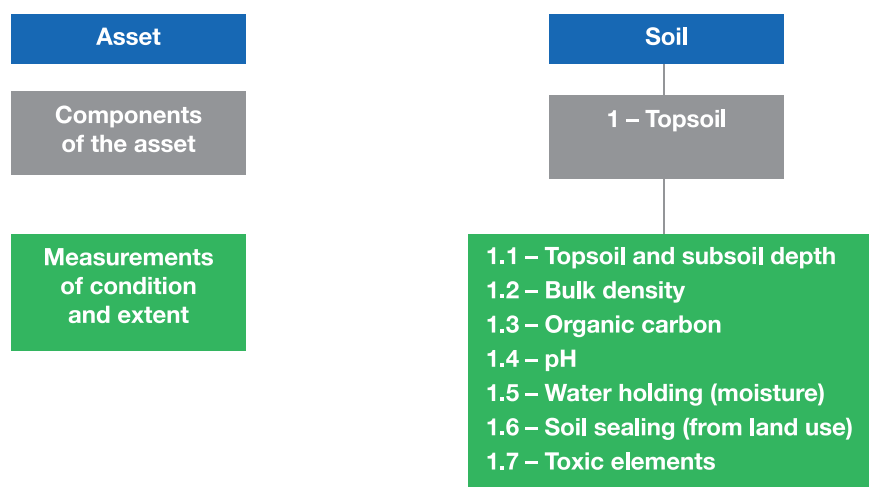 Asset
Soil
Components
of the asset
1 – Topsoil
Measurements
of condition
and extent
1.1 – Topsoil and subsoil depth
1.2 – Bulk density
1.3 – Organic carbon
1.4 – pH
1.5 – Water holding (moisture)
1.6 – Soil sealing (from land use)
1.7 – Toxic elements